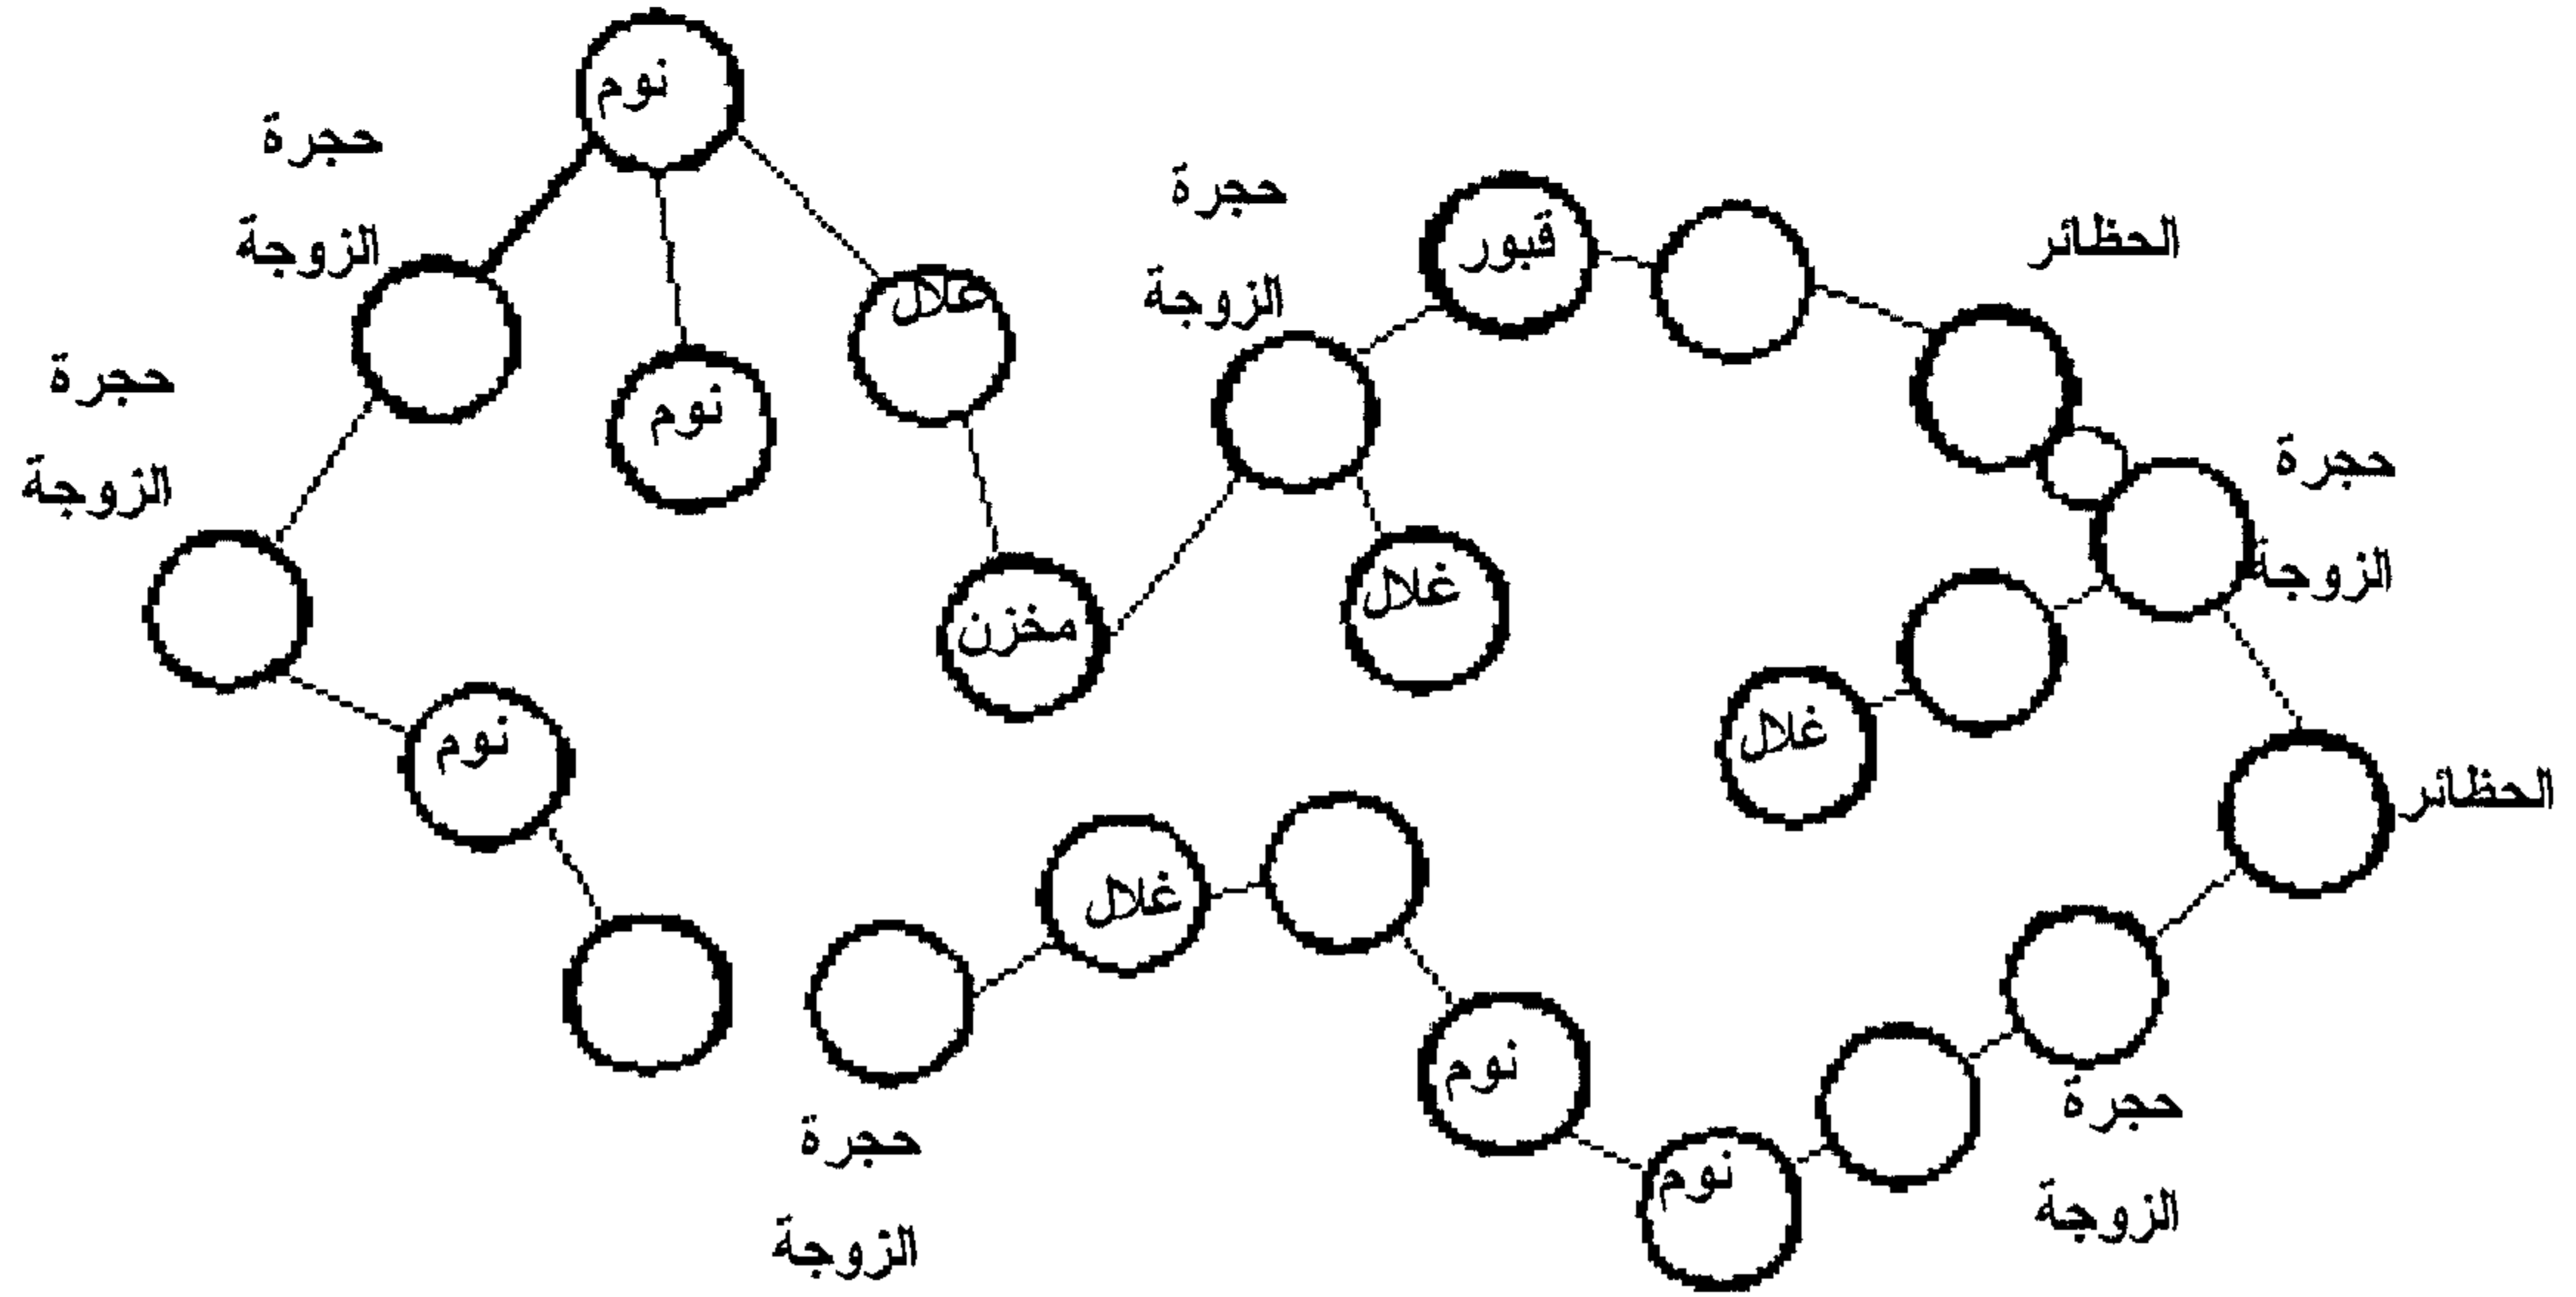 نوم
حجرة
الزوجة
حجرة
الزوجة
نوم
غلال
مخزن
حجرة
الزوجة
قبور
الحظائر
غلال
حجرة
الزوجة
غلال
الحظائر
نوم
غلال
حجرة
الزوجة
نوم
نوم
حجرة
الزوجة